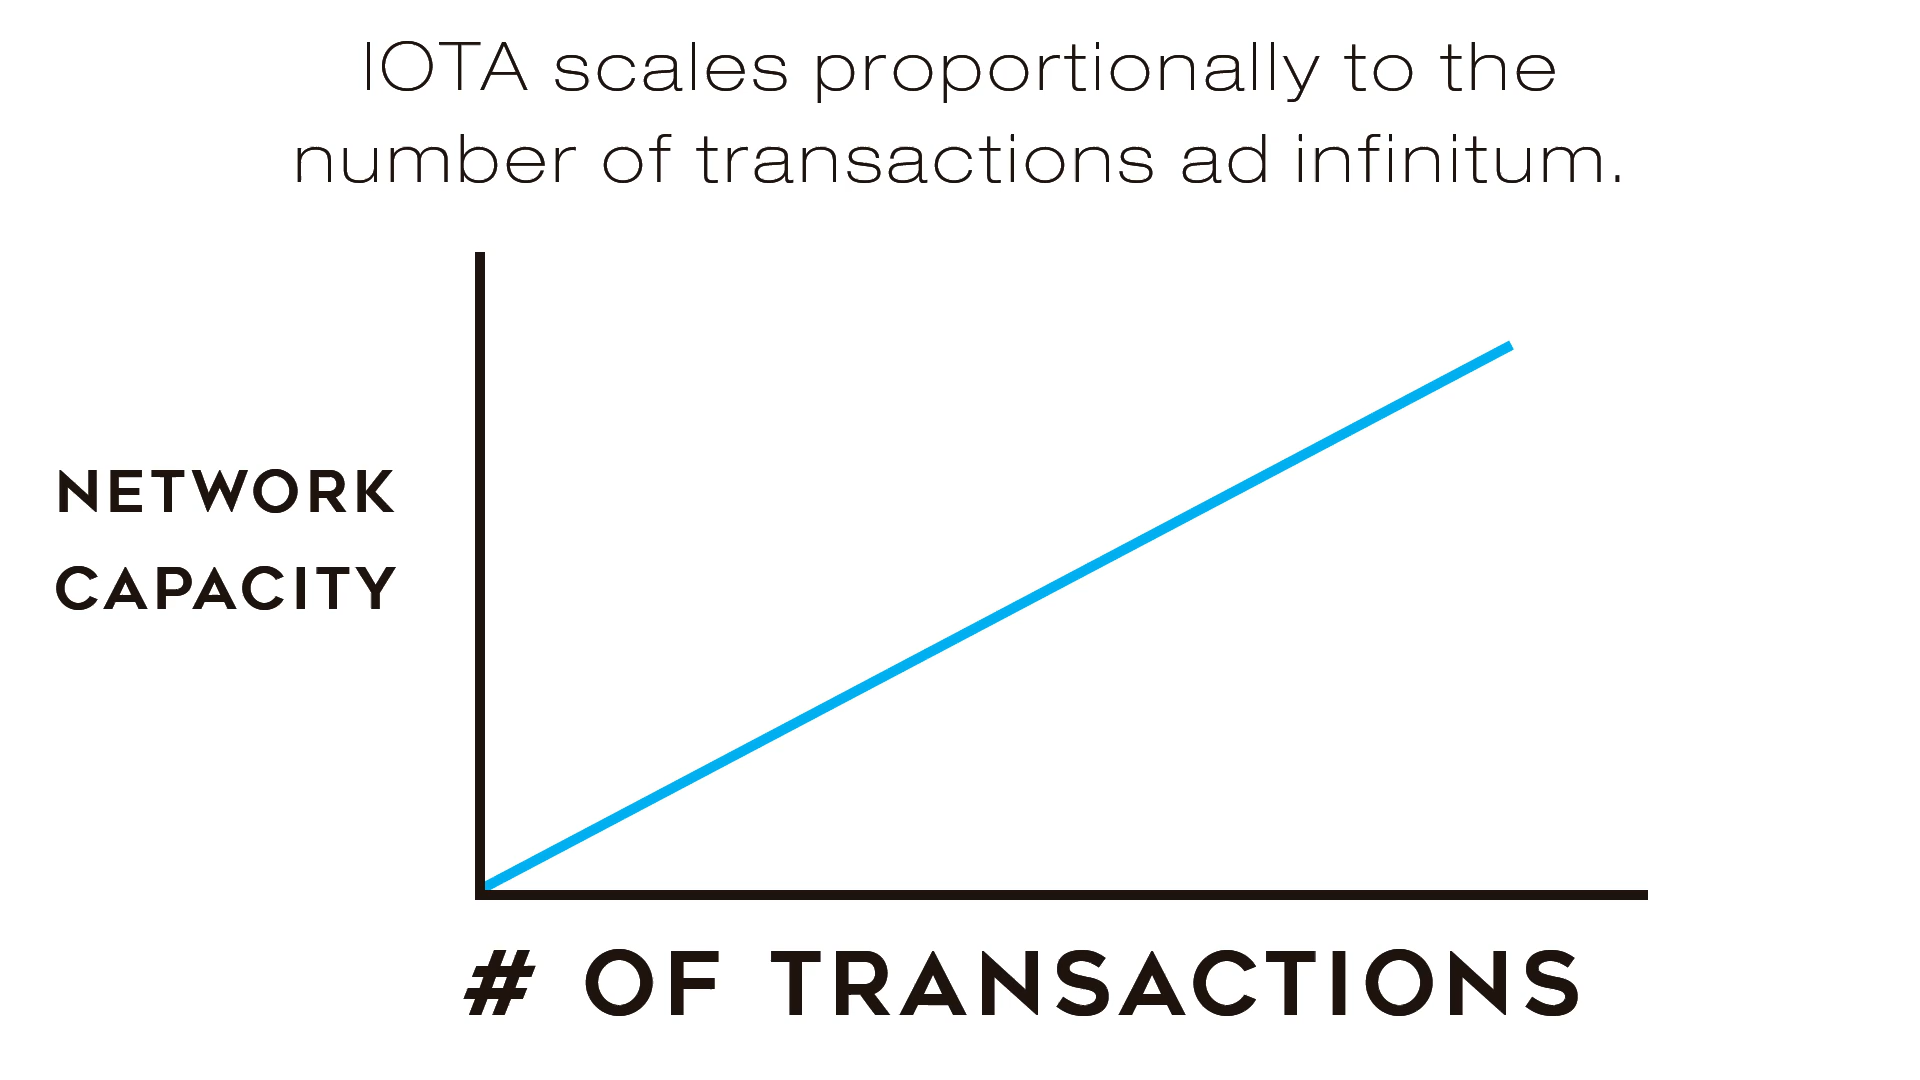 IOTA scales proportionally to the
number of transactions ad infinitum.
NETWORK
CAPACITY
# OF TRANSACTIONS